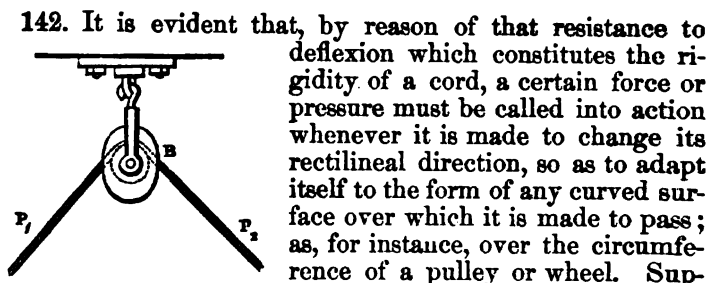 142. It is evident that, by reason of that resistance to
deflexion which constitutes the ri-
gidity of a cord, a certain force or
pressure must be called into action
whenever it is made to change its
rectilineal direction, so as to adapt
itself to the form of any curved sur-
face over which it is made to pass;
as, for instance, over the circumfe-
rence of a pulley or wheel. Sup-
B
P1
P2